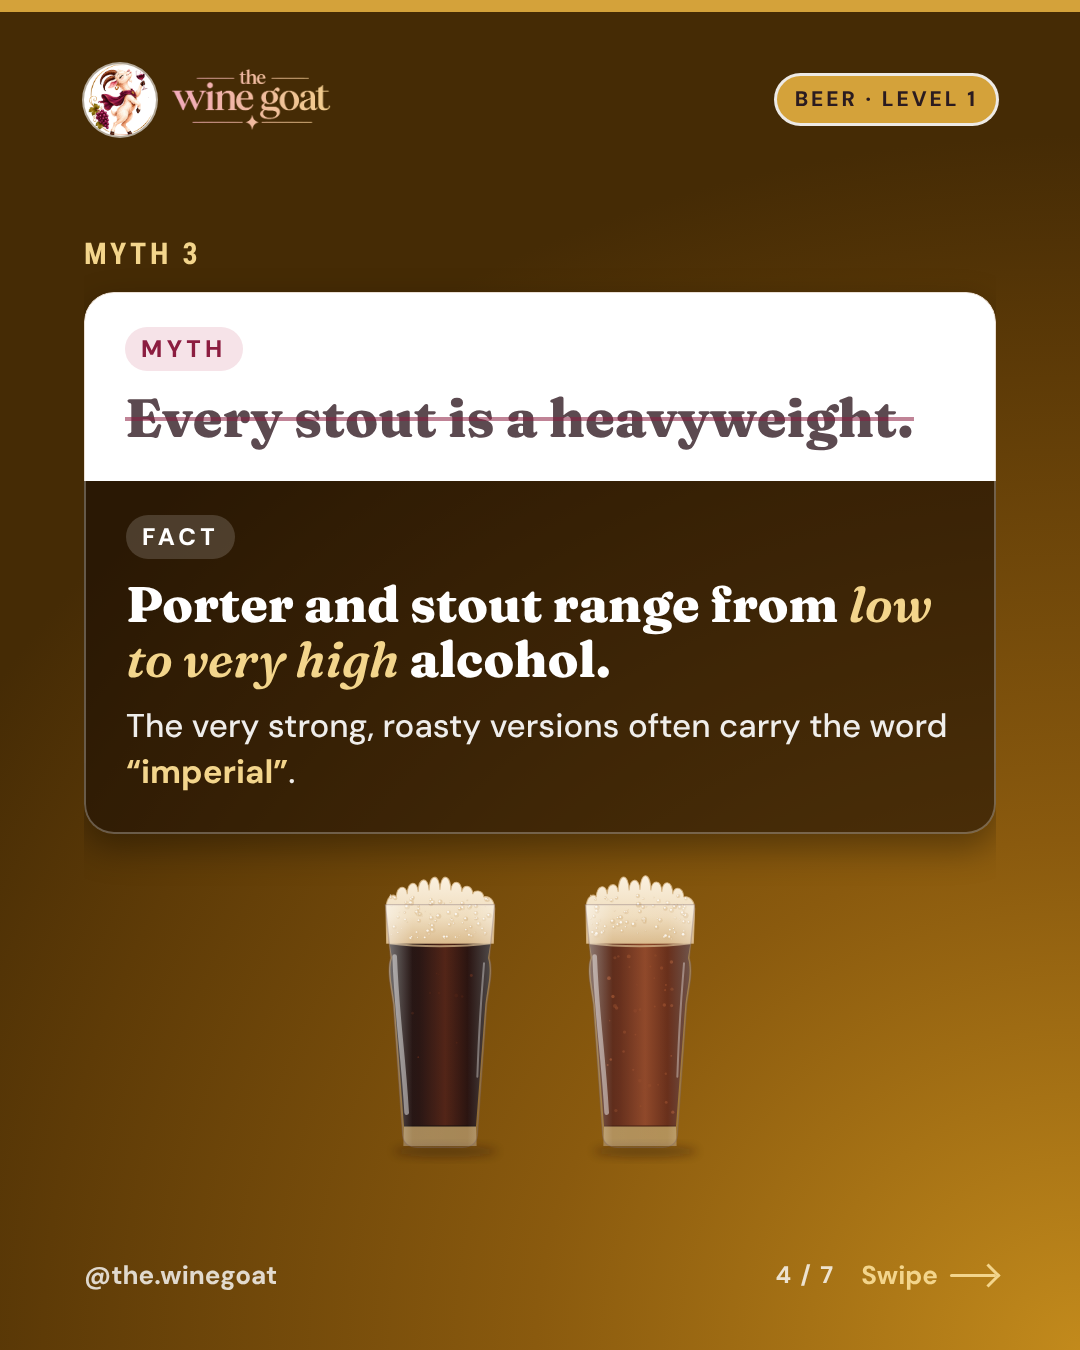 the
wine goat
BEER · LEVEL 1
MYTH 3
MYTH
Every stout is a heavyweight.
FACT
Porter and stout range from low
to very high alcohol.
The very strong, roasty versions often carry the word
“imperial”.
@the.winegoat
4 / 7 Swipe